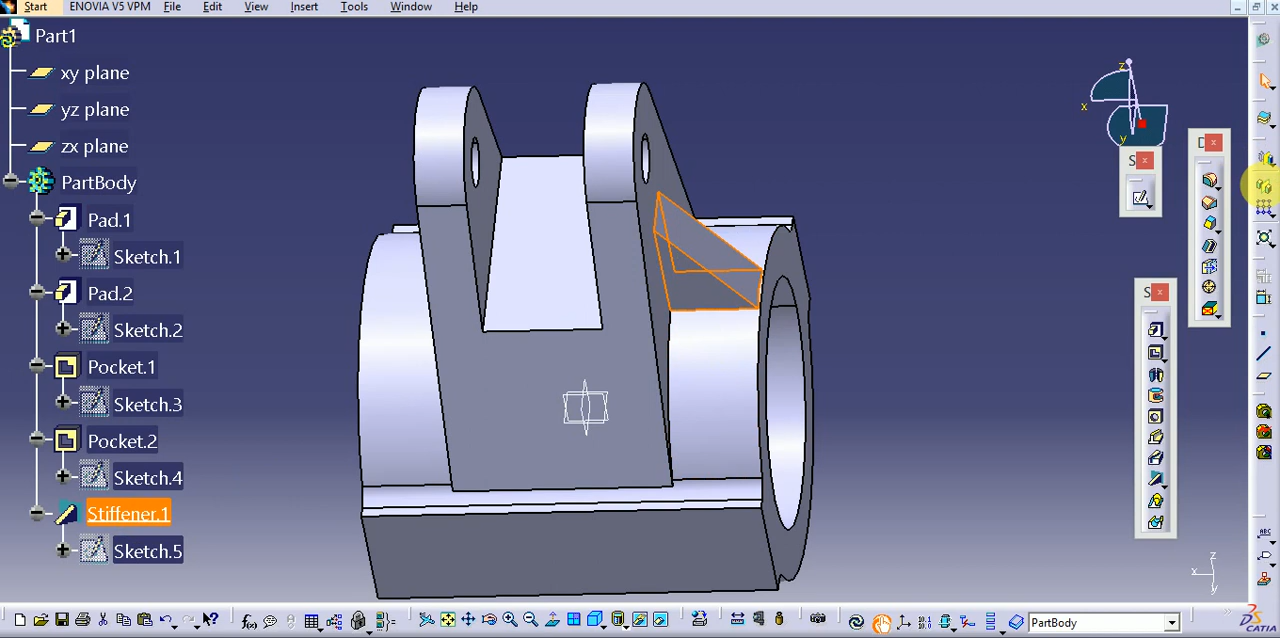 Start ENOVIA V5 VPM File Edit View Insert Tools Window Help
Part1
xy plane
yz plane
zx plane
PartBody
Pad.1
Sketch.1
Pad.2
Sketch.2
Pocket.1
Sketch.3
Pocket.2
Sketch.4
Stiffener.1
Sketch.5
z
x
y
S
D
S
z
x
y
ABC
PartBody
CATIA